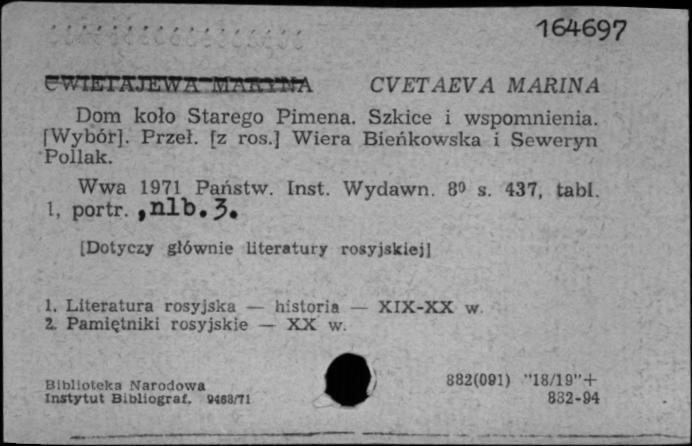 164697
CWIETAJEWA MARYNA CVETAEVA MARINA
Dom koło Starego Pimena. Szkice i wspomnienia.
[Wybór]. Przeł. [z ros.] Wiera Bieńkowska i Seweryn
Pollak.
Wwa 1971 Państw. Inst. Wydawn. 8⁰ s. 437, tabl.
1, portr. , nlb. 3.
[Dotyczy głównie literatury rosyjskiej]
1. Literatura rosyjska — historia — XIX-XX w.
2. Pamiętniki rosyjskie — XX w.
882(091) "18/19"+
Biblioteka Narodowa
882-94
Instytut Bibliograf. 9468/71